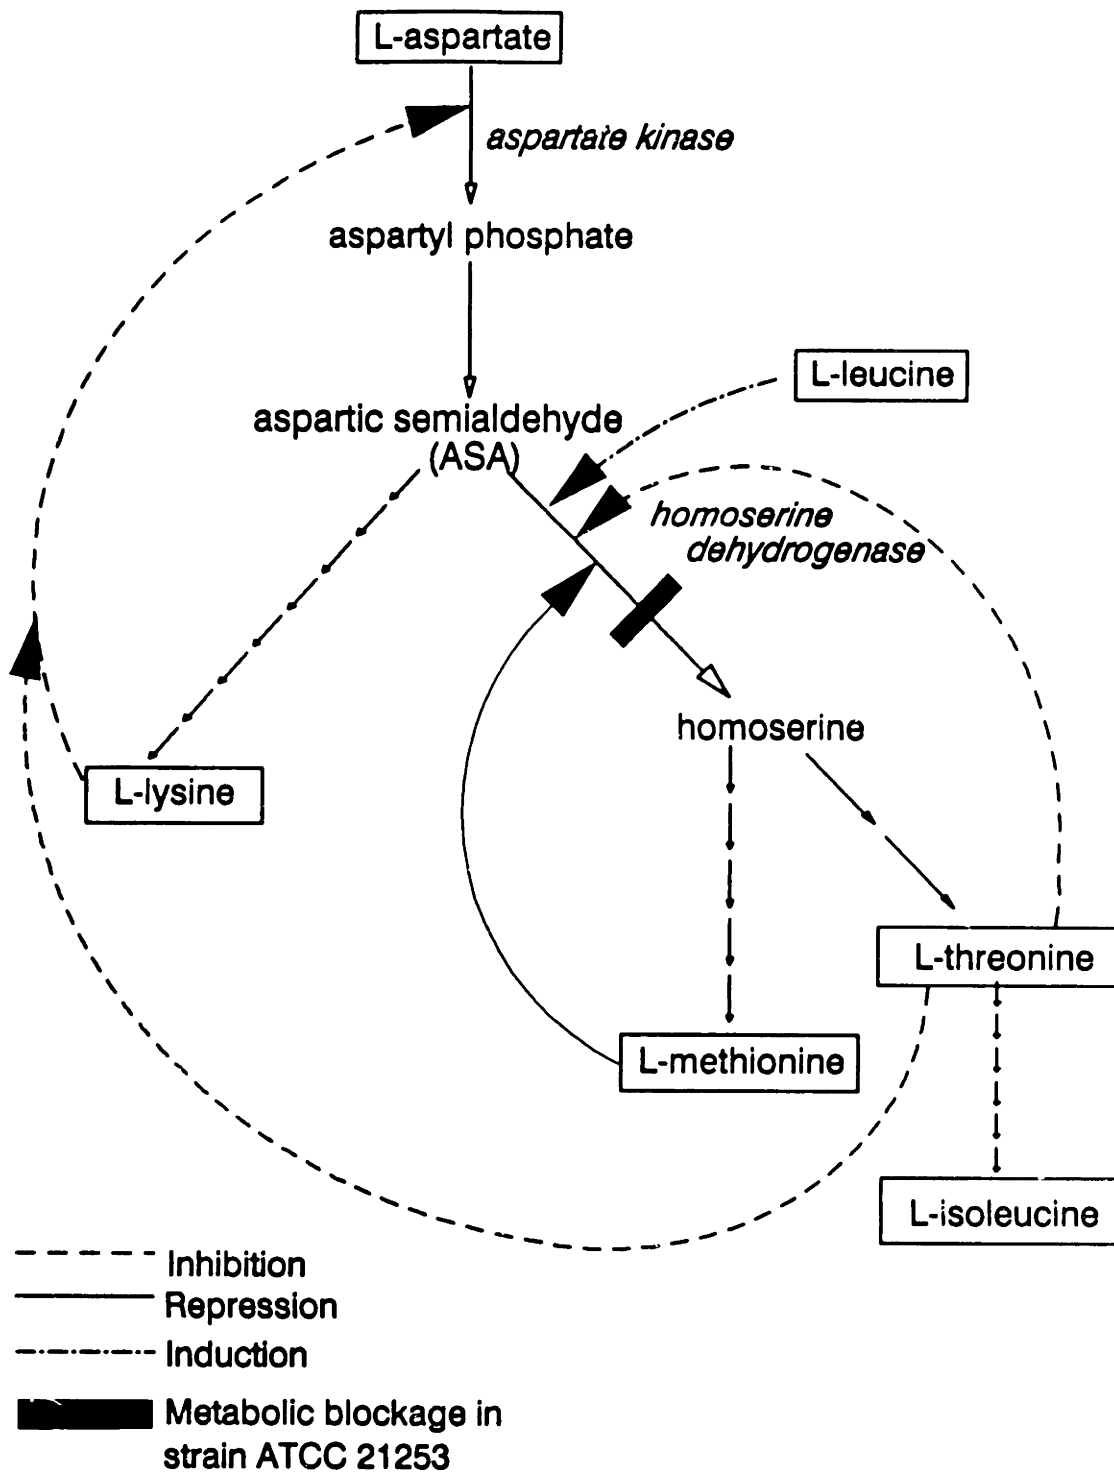 L-aspartate
aspartate kinase
aspartyl phosphate
L-leucine
aspartic semialdehyde
(ASA)
homoserine
dehydrogenase
homoserine
L-lysine
L-threonine
L-methionine
L-isoleucine
Inhibition
Repression
Induction
Metabolic blockage in
strain ATCC 21253